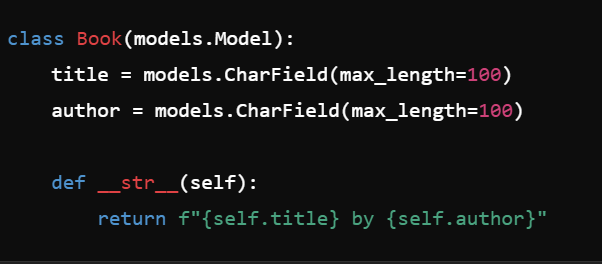 class Book(models.Model):
    title = models.CharField(max_length=100)
    author = models.CharField(max_length=100)

    def __str__(self):
        return f"{self.title} by {self.author}"